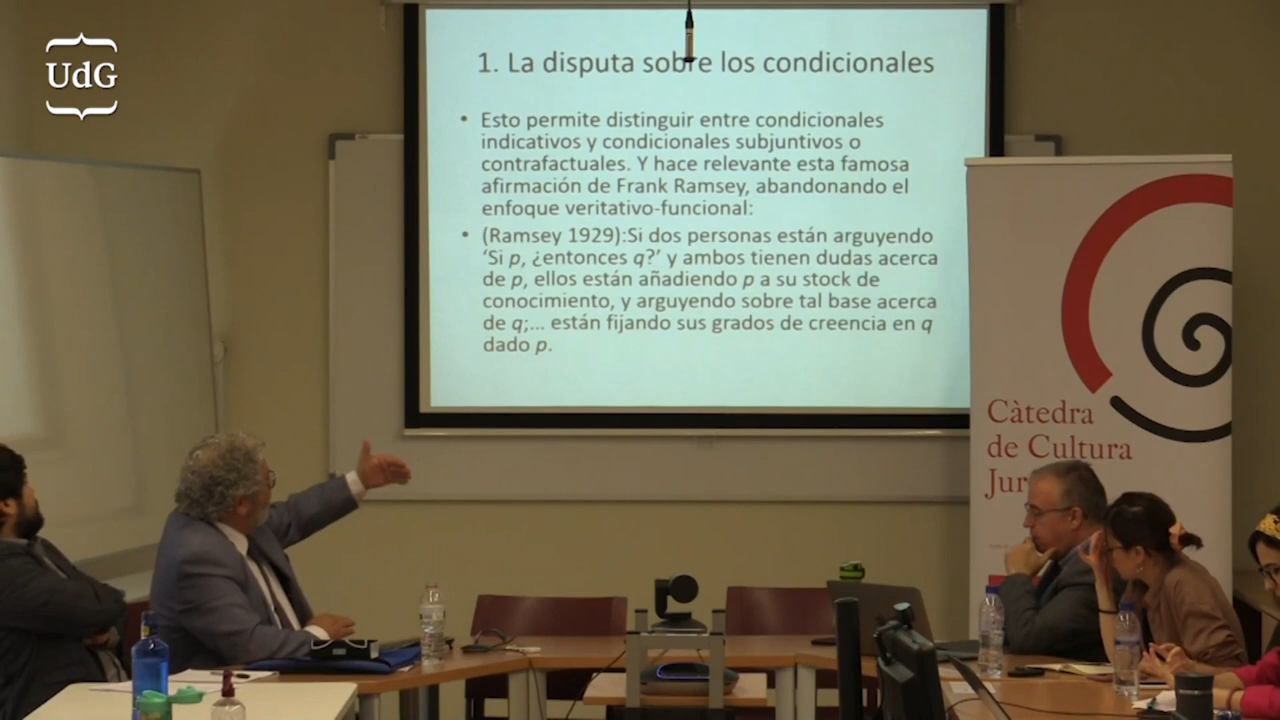 UdG
1. La disputa sobre los condicionales
• Esto permite distinguir entre condicionales
indicativos y condicionales subjuntivos o
contrafactuales. Y hace relevante esta famosa
afirmación de Frank Ramsey, abandonando el
enfoque veritativo-funcional:
• (Ramsey 1929):Si dos personas están arguyendo
‘Si p, ¿entonces q?’ y ambos tienen dudas acerca
de p, ellos están añadiendo p a su stock de
conocimiento, y arguyendo sobre tal base acerca
de q;... están fijando sus grados de creencia en q
dado p.
Càtedra
de Cultura
Jur